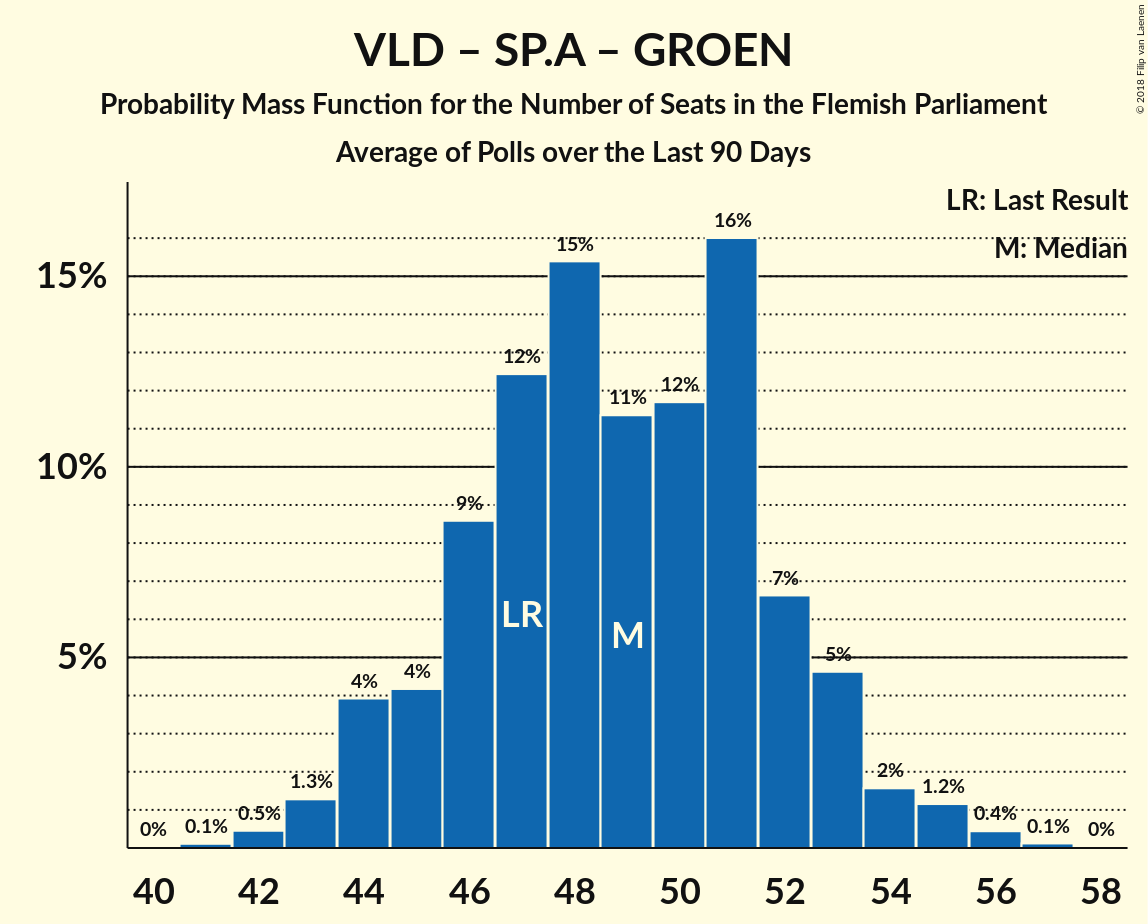 VLD – SP.A – GROEN
Probability Mass Function for the Number of Seats in the Flemish Parliament
Average of Polls over the Last 90 Days
© 2018 Filip van Laenen
LR: Last Result
M: Median
15%
10%
5%
0%
0.1%
0.5%
1.3%
4%
4%
9%
12%
15%
11%
12%
16%
7%
5%
2%
1.2%
0.4%
0.1%
0%
LR
M
40 42 44 46 48 50 52 54 56 58